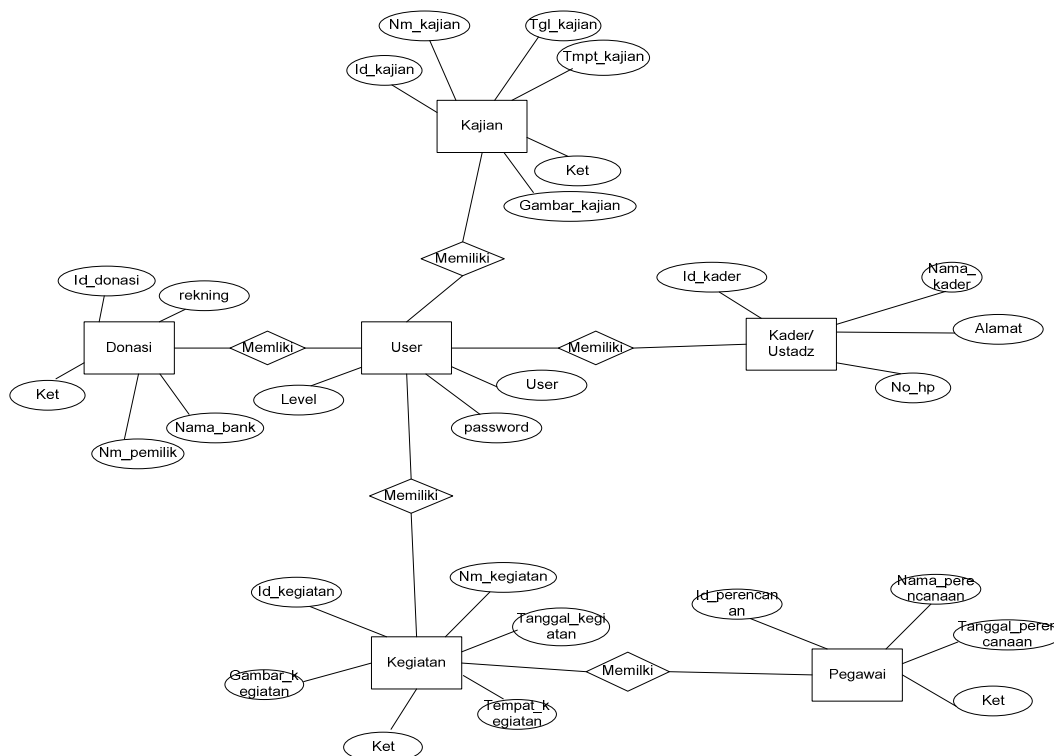 Nm_kajian
Tgl_kajian
Id_kajian
Tmpt_kajian
Kajian
Ket
Gambar_kajian
Memiliki
Id_donasi
rekning
Donasi
Memliki
User
Memiliki
Id_kader
Nama_
kader
Kader/
Ustadz
Alamat
No_hp
Ket
Level
User
Nama_bank
password
Nm_pemilik
Memiliki
Id_kegiatan
Nm_kegiatan
Tanggal_kegi
atan
Kegiatan
Gambar_k
egiatan
Tempat_k
egiatan
Ket
Memilki
Id_perencan
an
Nama_pere
ncanaan
Tanggal_peren
canaan
Pegawai
Ket